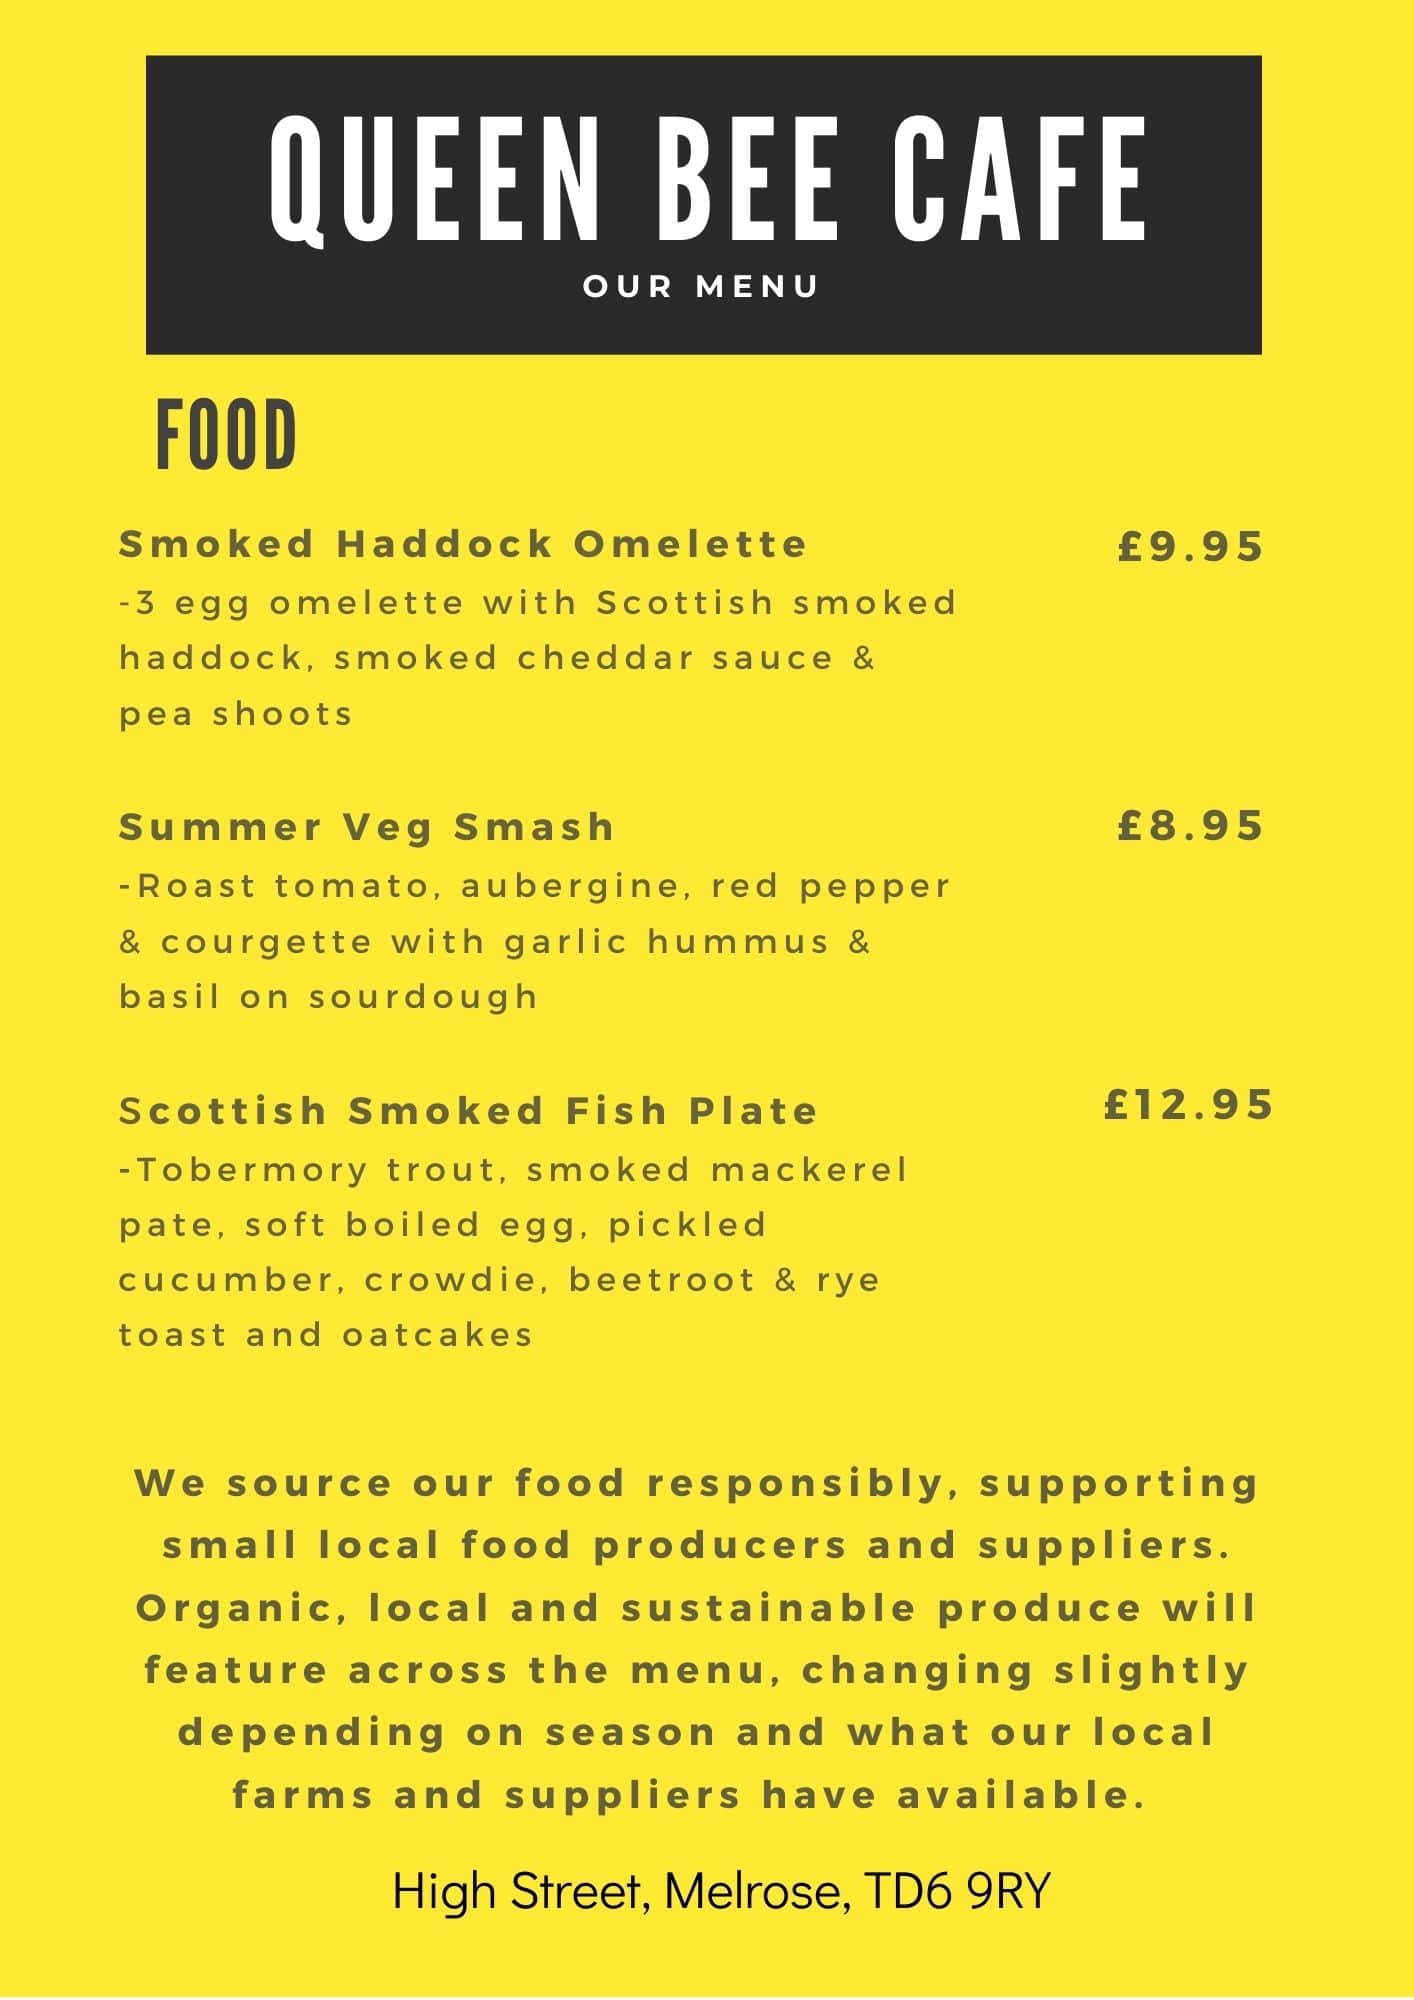 QUEEN BEE CAFE
OUR MENU
FOOD
Smoked Haddock Omelette £9.95
-3 egg omelette with Scottish smoked
haddock, smoked cheddar sauce &
pea shoots
Summer Veg Smash £8.95
-Roast tomato, aubergine, red pepper
& courgette with garlic hummus &
basil on sourdough
Scottish Smoked Fish Plate £12.95
-Tobermory trout, smoked mackerel
pate, soft boiled egg, pickled
cucumber, crowdie, beetroot & rye
toast and oatcakes
We source our food responsibly, supporting
small local food producers and suppliers.
Organic, local and sustainable produce will
feature across the menu, changing slightly
depending on season and what our local
farms and suppliers have available.
High Street, Melrose, TD6 9RY